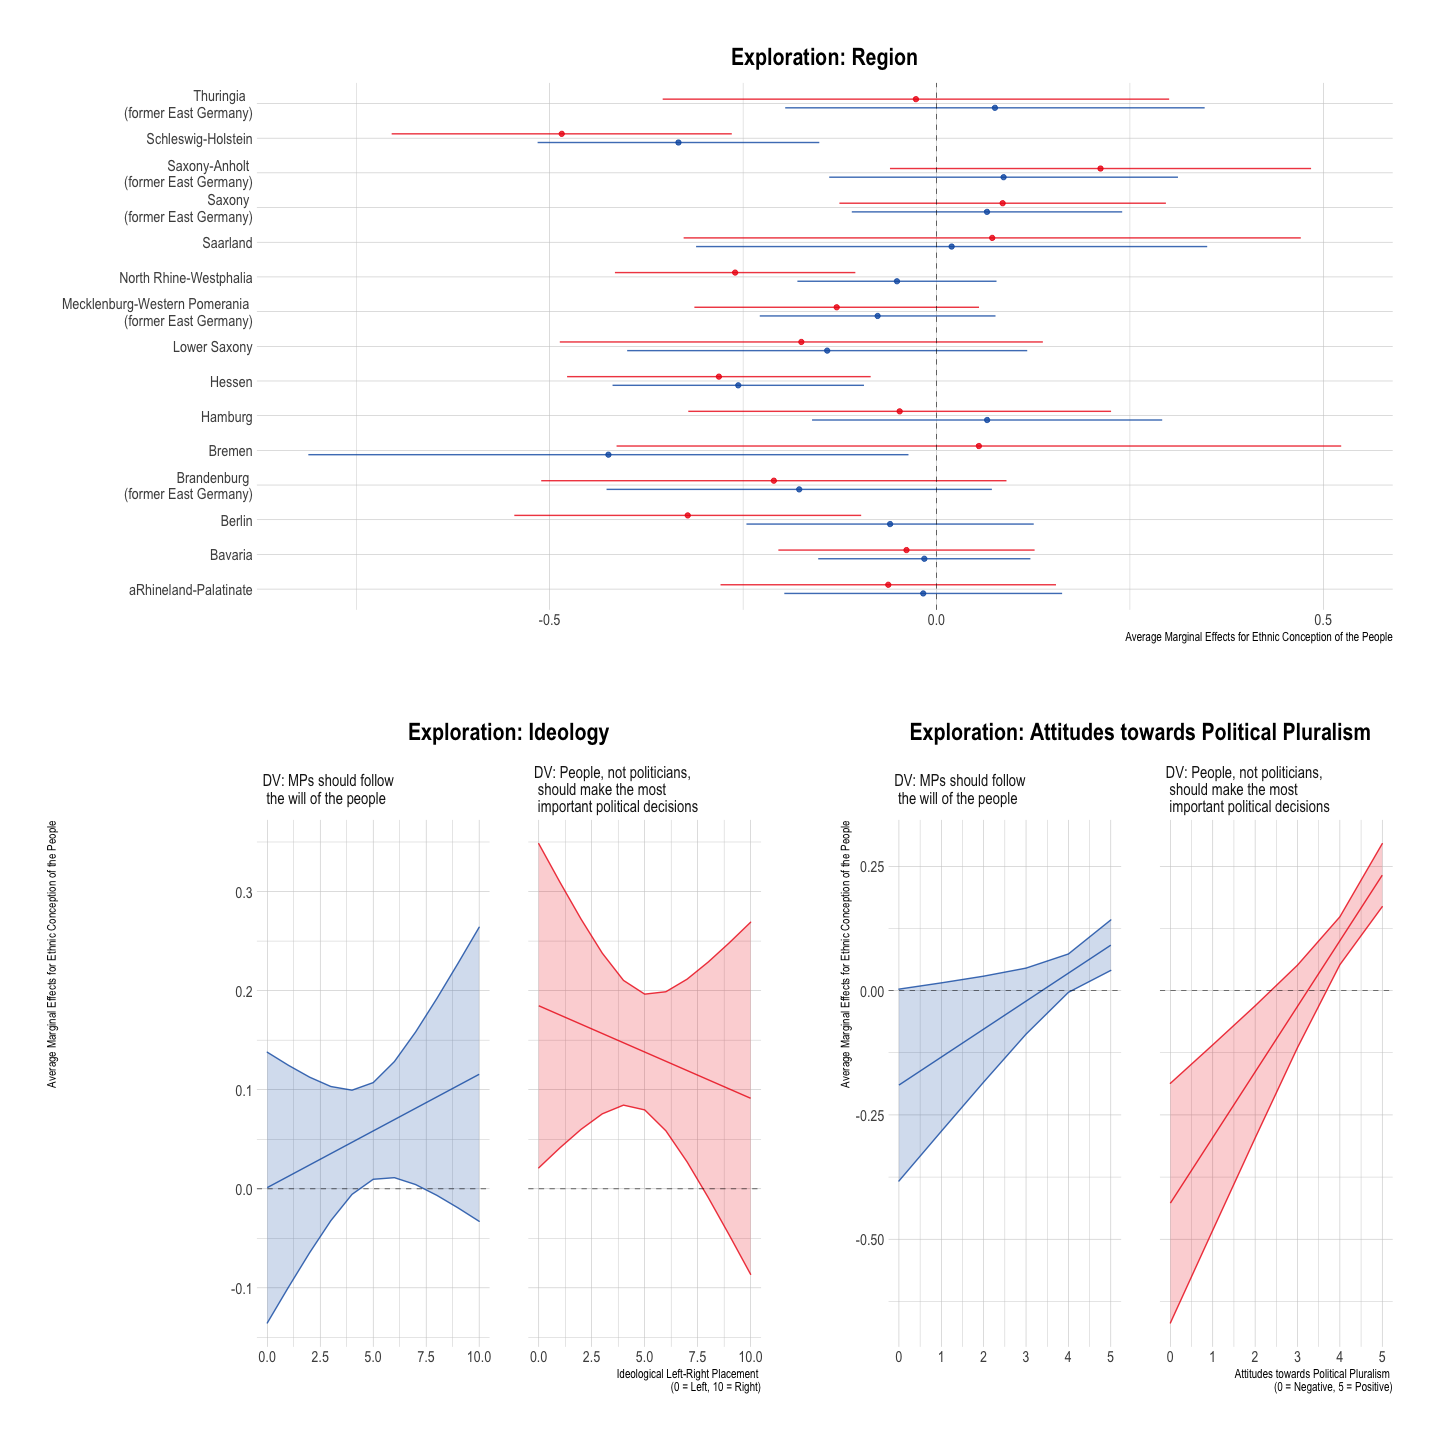 Exploration: Region
Thuringia
(former East Germany)
Schleswig-Holstein
Saxony-Anholt
(former East Germany)
Saxony
(former East Germany)
Saarland
North Rhine-Westphalia
Mecklenburg-Western Pomerania
(former East Germany)
Lower Saxony
Hessen
Hamburg
Bremen
Brandenburg
(former East Germany)
Berlin
Bavaria
aRhineland-Palatinate
-0.5 0.0 0.5
Average Marginal Effects for Ethnic Conception of the People
Exploration: Ideology
DV: MPs should follow
the will of the people
DV: People, not politicians,
should make the most
important political decisions
Average Marginal Effects for Ethnic Conception of the People
0.3
0.2
0.1
0.0
-0.1
0.0 2.5 5.0 7.5 10.0
0.0 2.5 5.0 7.5 10.0
Ideological Left-Right Placement
(0 = Left, 10 = Right)
Exploration: Attitudes towards Political Pluralism
DV: MPs should follow
the will of the people
DV: People, not politicians,
should make the most
important political decisions
Average Marginal Effects for Ethnic Conception of the People
0.25
0.00
-0.25
-0.50
0 1 2 3 4 5
0 1 2 3 4 5
Attitudes towards Political Pluralism
(0 = Negative, 5 = Positive)